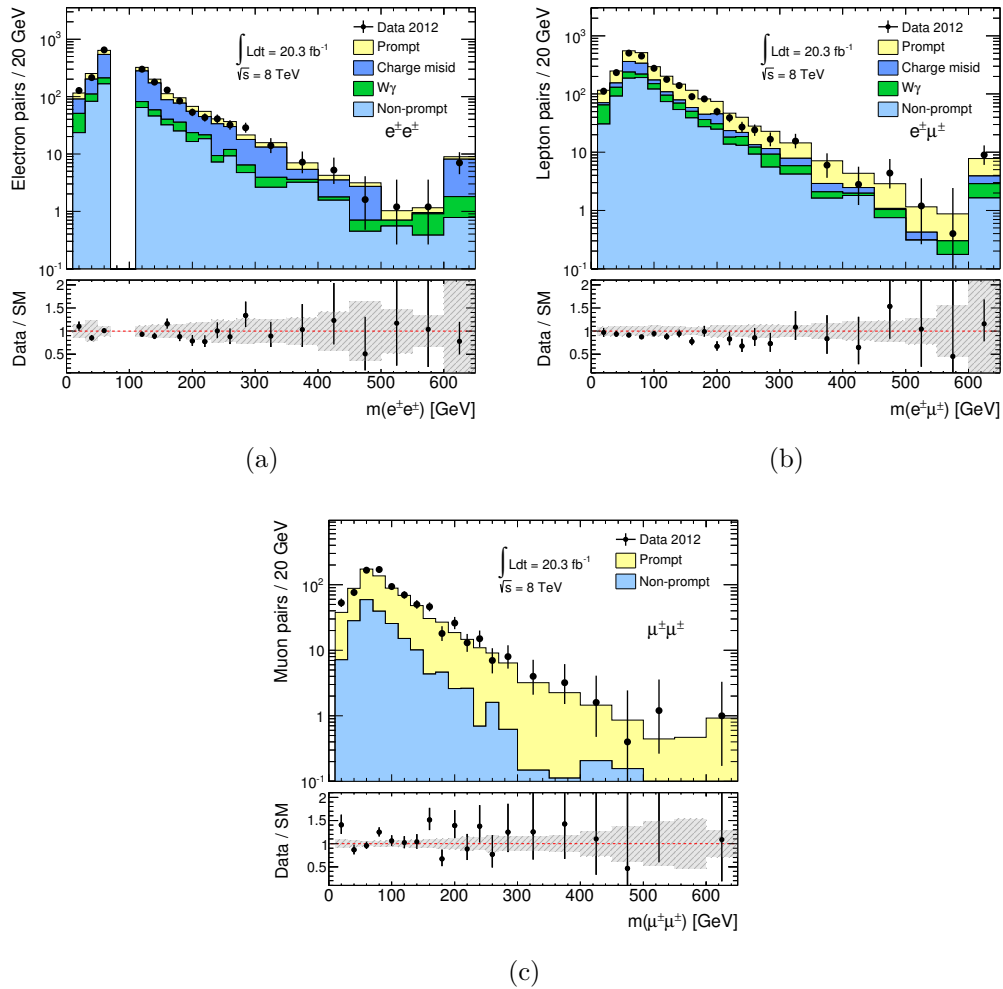 Electron pairs / 20 GeV
10³
10²
10
1
10⁻¹
∫ Ldt = 20.3 fb⁻¹
√s = 8 TeV
Data 2012
Prompt
Charge misid
Wγ
Non-prompt
e±e±
Data / SM
2
1.5
1
0.5
0 100 200 300 400 500 600
m(e±e±) [GeV]
(a)
Lepton pairs / 20 GeV
10³
10²
10
1
10⁻¹
∫ Ldt = 20.3 fb⁻¹
√s = 8 TeV
Data 2012
Prompt
Charge misid
Wγ
Non-prompt
e±μ±
Data / SM
2
1.5
1
0.5
0 100 200 300 400 500 600
m(e±μ±) [GeV]
(b)
Muon pairs / 20 GeV
10²
10
1
10⁻¹
∫ Ldt = 20.3 fb⁻¹
√s = 8 TeV
Data 2012
Prompt
Non-prompt
μ±μ±
Data / SM
2
1.5
1
0.5
0 100 200 300 400 500 600
m(μ±μ±) [GeV]
(c)